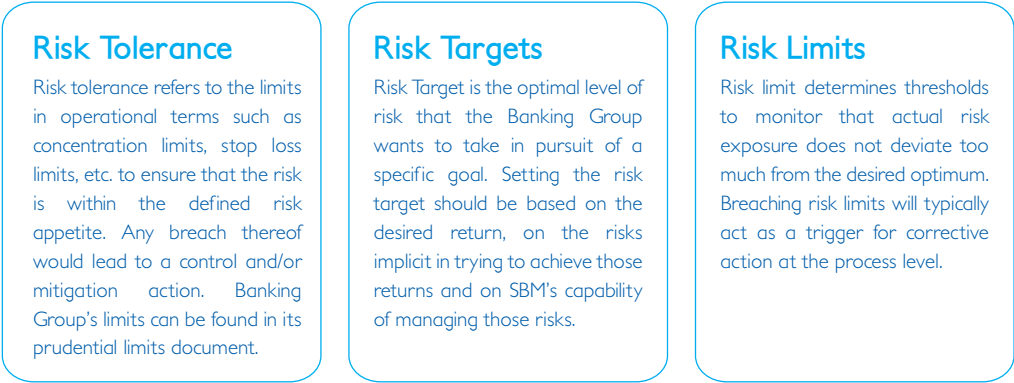 Risk Tolerance
Risk tolerance refers to the limits
in operational terms such as
concentration limits, stop loss
limits, etc. to ensure that the risk
is within the defined risk
appetite. Any breach thereof
would lead to a control and/or
mitigation action. Banking
Group's limits can be found in its
prudential limits document.
Risk Targets
Risk Target is the optimal level of
risk that the Banking Group
wants to take in pursuit of a
specific goal. Setting the risk
target should be based on the
desired return, on the risks
implicit in trying to achieve those
returns and on SBM's capability
of managing those risks.
Risk Limits
Risk limit determines thresholds
to monitor that actual risk
exposure does not deviate too
much from the desired optimum.
Breaching risk limits will typically
act as a trigger for corrective
action at the process level.